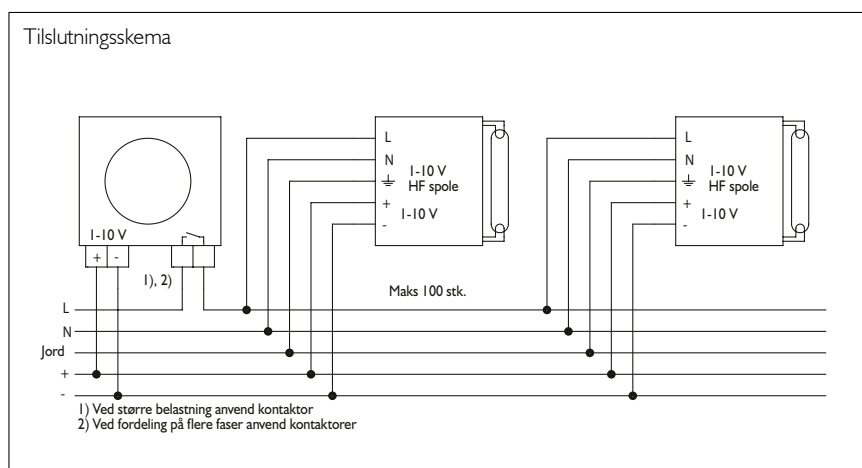 Tilslutningsskema
1-10 V
+ -
1), 2)
L
N
1-10 V
HF spole
+
1-10 V
-
L
N
1-10 V
HF spole
+
1-10 V
-
Maks 100 stk.
L
N
Jord
+
-
1) Ved større belastning anvend kontaktor
2) Ved fordeling på flere faser anvend kontaktorer